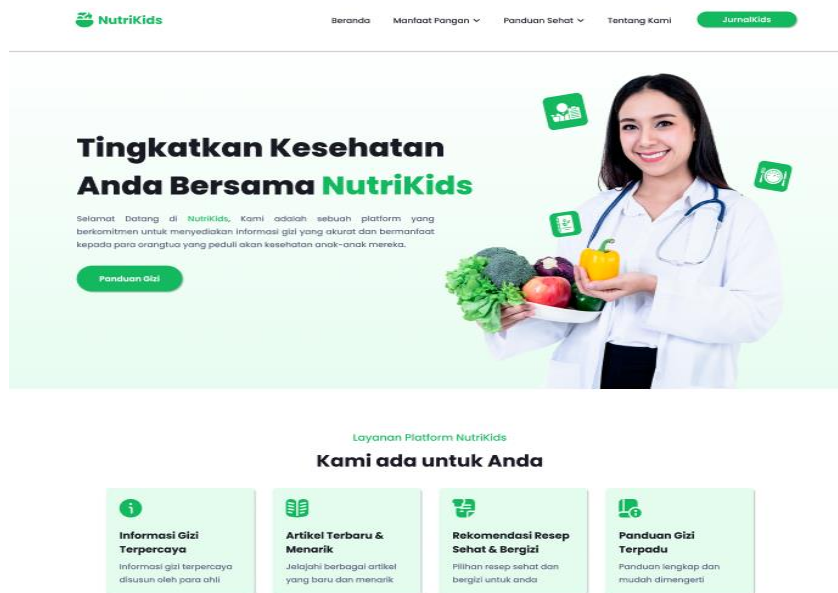 NutriKids
Beranda Manfaat Pangan Panduan Sehat Tentang Kami JurnalKids
Tingkatkan Kesehatan
Anda Bersama NutriKids
Selamat Datang di NutriKids, Kami adalah sebuah platform yang
berkomitmen untuk menyediakan informasi gizi yang akurat dan bermanfaat
kepada para orangtua yang peduli akan kesehatan anak-anak mereka.
Panduan Gizi
Layanan Platform NutriKids
Kami ada untuk Anda
Informasi Gizi
Terpercaya
Informasi gizi terpercaya
disusun oleh para ahli
Artikel Terbaru &
Menarik
Jelajahi berbagai artikel
yang baru dan menarik
Rekomendasi Resep
Sehat & Bergizi
Pilihan resep sehat dan
bergizi untuk anda
Panduan Gizi
Terpadu
Panduan lengkap dan
mudah dimengerti